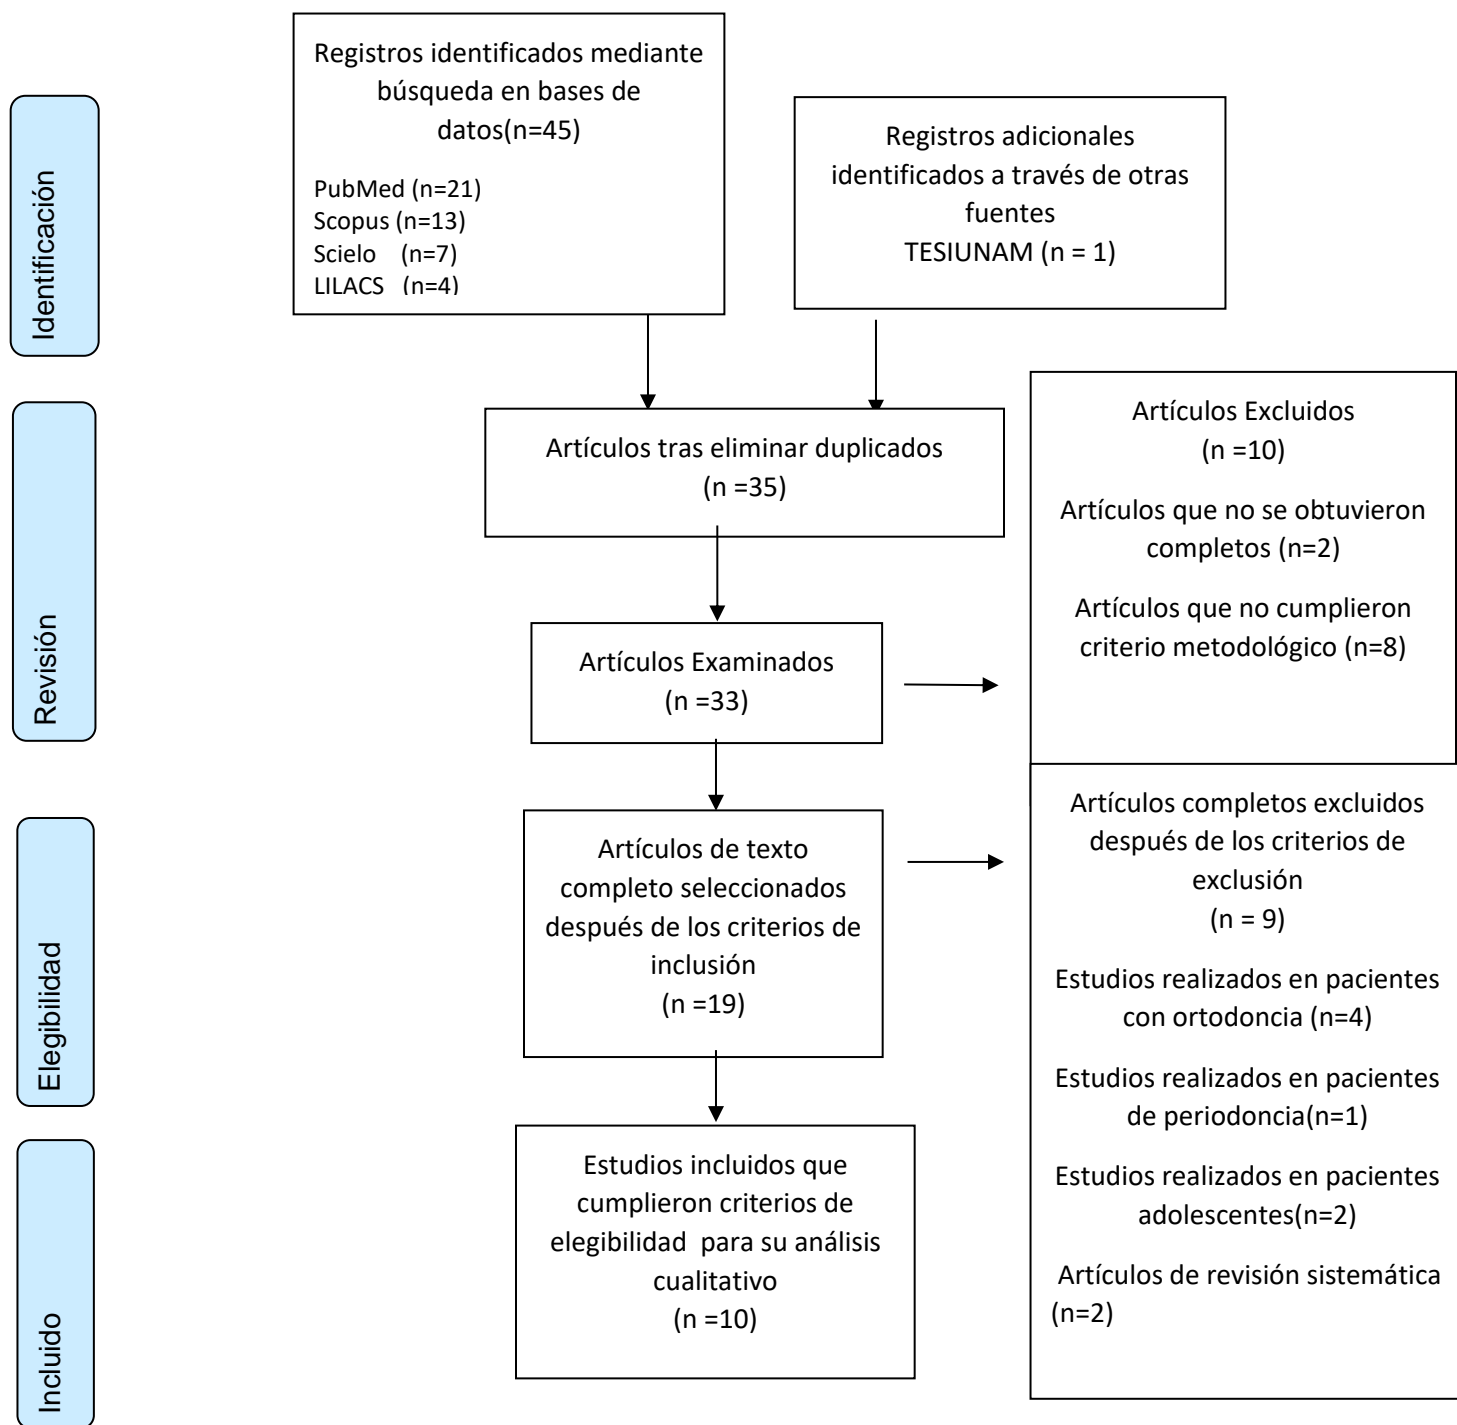 Identificación
Registros identificados mediante
búsqueda en bases de
datos(n=45)
PubMed (n=21)
Scopus (n=13)
Scielo (n=7)
LILACS (n=4)
Registros adicionales
identificados a través de otras
fuentes
TESIUNAM (n = 1)
Revisión
Artículos tras eliminar duplicados
(n =35)
Artículos Examinados
(n =33)
Artículos Excluidos
(n =10)
Artículos que no se obtuvieron
completos (n=2)
Artículos que no cumplieron
criterio metodológico (n=8)
Elegibilidad
Artículos de texto
completo seleccionados
después de los criterios de
inclusión
(n =19)
Artículos completos excluidos
después de los criterios de
exclusión
(n = 9)
Estudios realizados en pacientes
con ortodoncia (n=4)
Estudios realizados en pacientes
de periodoncia(n=1)
Estudios realizados en pacientes
adolescentes(n=2)
Artículos de revisión sistemática
(n=2)
Incluido
Estudios incluidos que
cumplieron criterios de
elegibilidad para su análisis
cualitativo
(n =10)